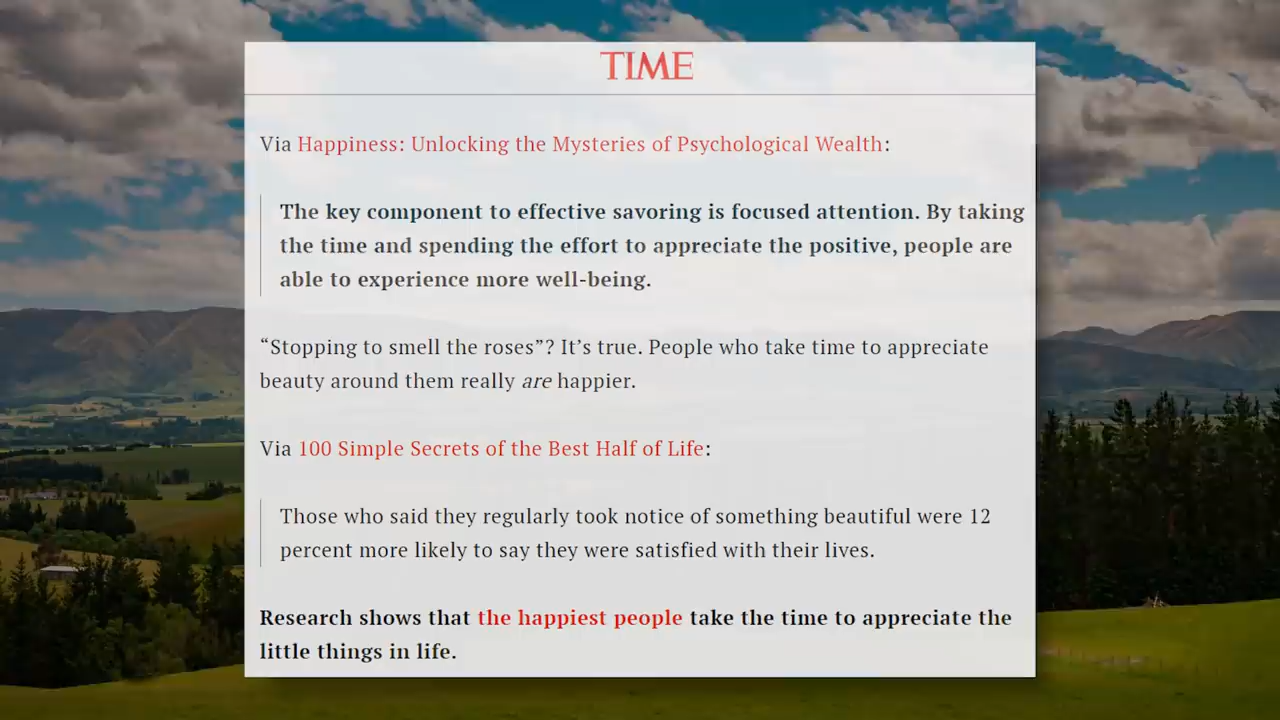 TIME
Via Happiness: Unlocking the Mysteries of Psychological Wealth:
The key component to effective savoring is focused attention. By taking
the time and spending the effort to appreciate the positive, people are
able to experience more well-being.
“Stopping to smell the roses”? It’s true. People who take time to appreciate
beauty around them really are happier.
Via 100 Simple Secrets of the Best Half of Life:
Those who said they regularly took notice of something beautiful were 12
percent more likely to say they were satisfied with their lives.
Research shows that the happiest people take the time to appreciate the
little things in life.